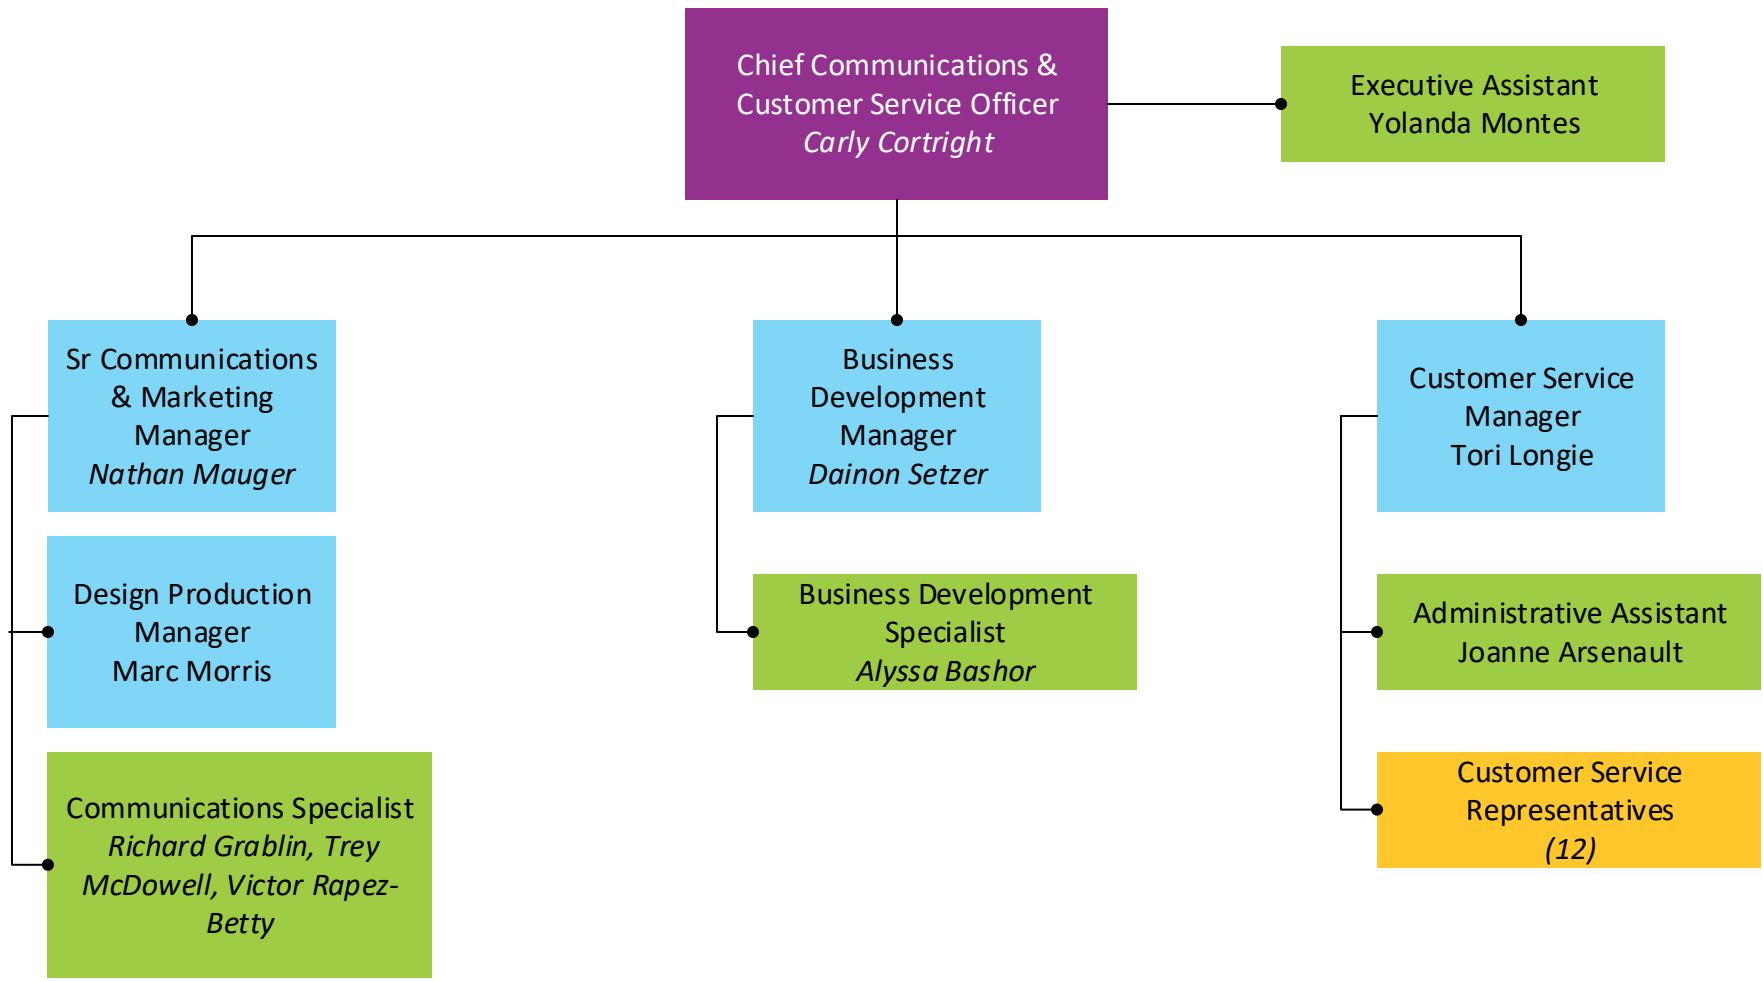 Chief Communications &
Customer Service Officer
Carly Cortright
Executive Assistant
Yolanda Montes
Sr Communications
& Marketing
Manager
Nathan Mauger
Business
Development
Manager
Dainon Setzer
Customer Service
Manager
Tori Longie
Design Production
Manager
Marc Morris
Business Development
Specialist
Alyssa Bashor
Administrative Assistant
Joanne Arsenault
Communications Specialist
Richard Grablin, Trey
McDowell, Victor Rapez-
Betty
Customer Service
Representatives
(12)